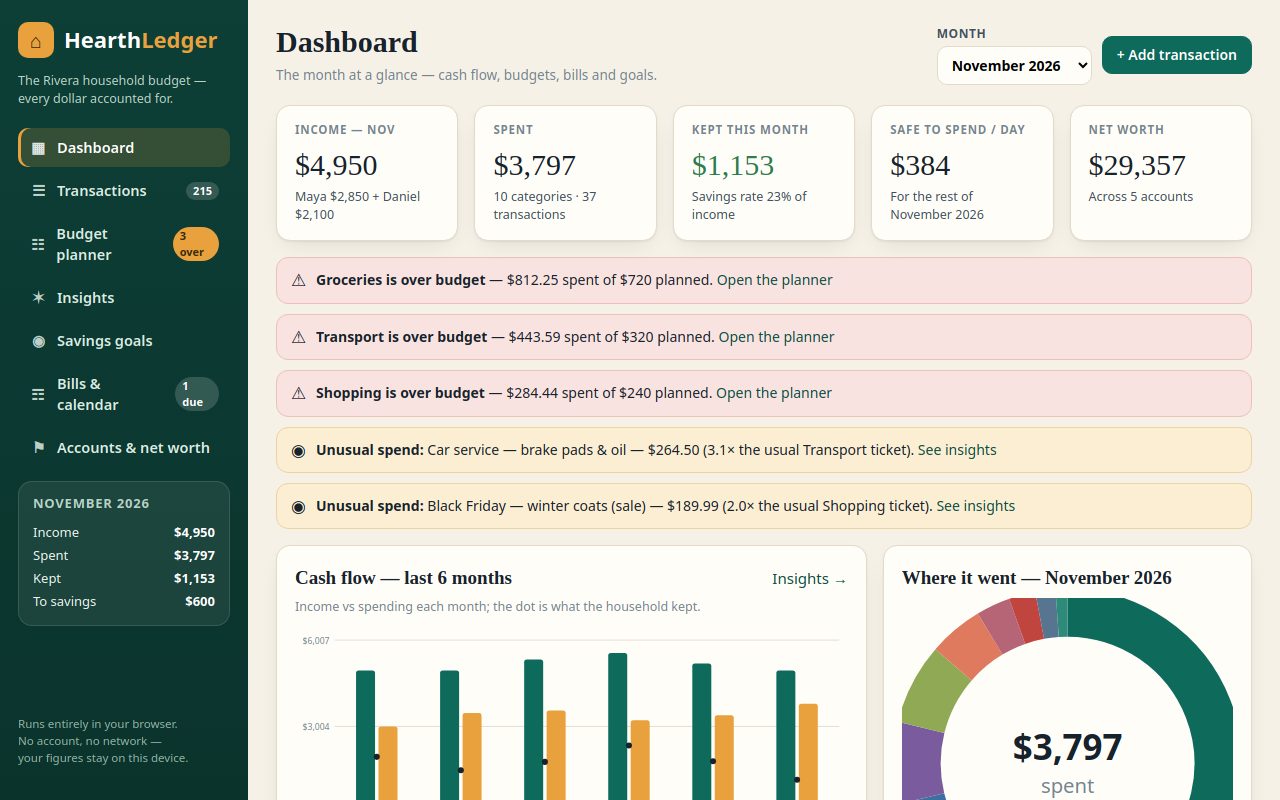 HearthLedger
The Rivera household budget —
every dollar accounted for.
Dashboard
Transactions 215
Budget planner 3 over
Insights
Savings goals
Bills & calendar 1 due
Accounts & net worth
NOVEMBER 2026
Income $4,950
Spent $3,797
Kept $1,153
To savings $600
Runs entirely in your browser.
No account, no network —
your figures stay on this device.
Dashboard
The month at a glance — cash flow, budgets, bills and goals.
MONTH
November 2026
+ Add transaction
INCOME — NOV
$4,950
Maya $2,850 + Daniel
$2,100
SPENT
$3,797
10 categories · 37
transactions
KEPT THIS MONTH
$1,153
Savings rate 23% of
income
SAFE TO SPEND / DAY
$384
For the rest of
November 2026
NET WORTH
$29,357
Across 5 accounts
⚠ Groceries is over budget — $812.25 spent of $720 planned. Open the planner
⚠ Transport is over budget — $443.59 spent of $320 planned. Open the planner
⚠ Shopping is over budget — $284.44 spent of $240 planned. Open the planner
◉ Unusual spend: Car service — brake pads & oil — $264.50 (3.1× the usual Transport ticket). See insights
◉ Unusual spend: Black Friday — winter coats (sale) — $189.99 (2.0× the usual Shopping ticket). See insights
Cash flow — last 6 months
Insights →
Income vs spending each month; the dot is what the household kept.
$6,007
$3,004
Where it went — November 2026
$3,797
spent